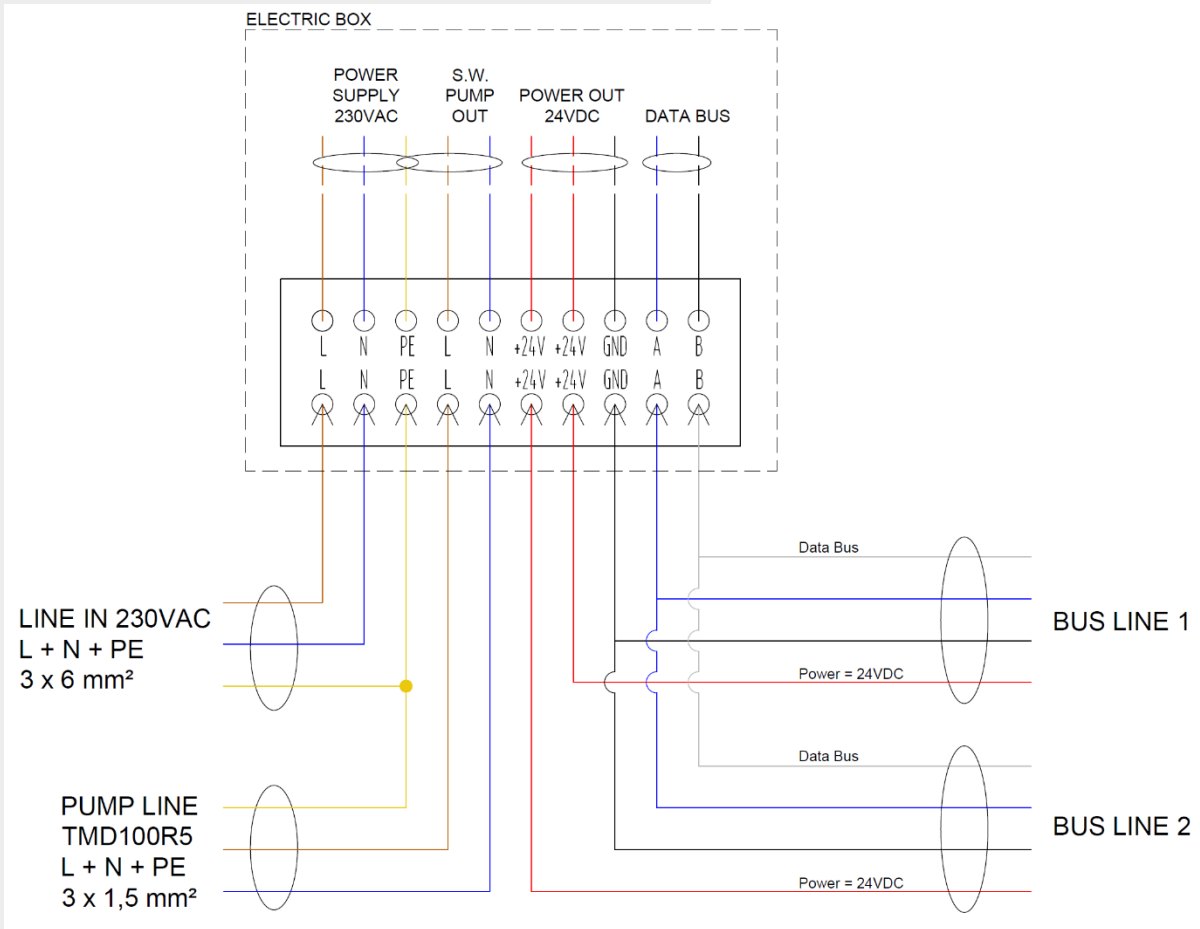 ELECTRIC BOX
POWER
SUPPLY
230VAC
S.W.
PUMP
OUT
POWER OUT
24VDC
DATA BUS
L N PE L N +24V +24V GND A B
L N PE L N +24V +24V GND A B
Data Bus
LINE IN 230VAC
L + N + PE
3 x 6 mm²
BUS LINE 1
Power = 24VDC
Data Bus
PUMP LINE
TMD100R5
L + N + PE
3 x 1,5 mm²
BUS LINE 2
Power = 24VDC